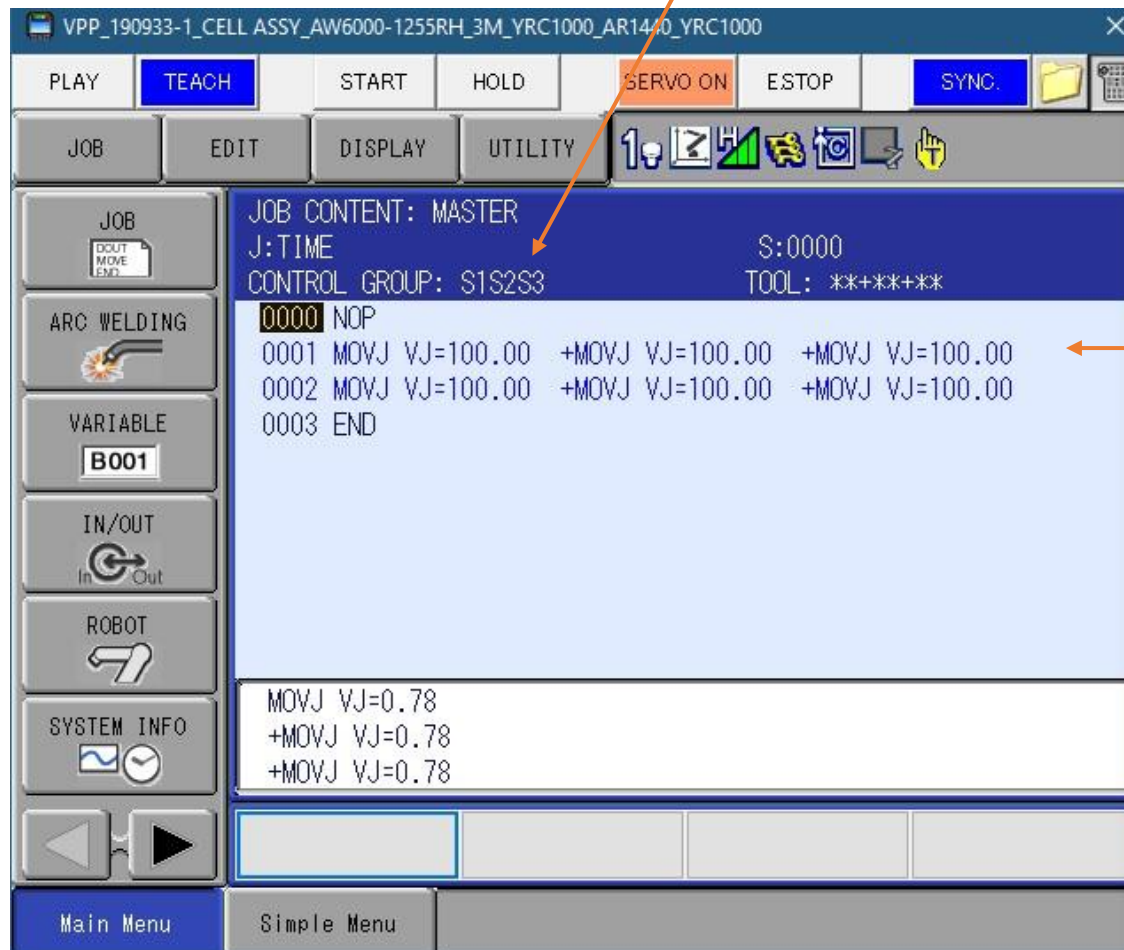 VPP_190933-1_CELL ASSY_AW6000-1255RH_3M_YRC1000_AR1440_YRC1000
PLAY TEACH START HOLD SERVO ON E.STOP SYNC.
JOB EDIT DISPLAY UTILITY
JOB
DOUT
MOVE
END
JOB CONTENT: MASTER
J:TIME S:0000
CONTROL GROUP: S1S2S3 TOOL: **+**+**
0000 NOP
0001 MOVJ VJ=100.00 +MOVJ VJ=100.00 +MOVJ VJ=100.00
0002 MOVJ VJ=100.00 +MOVJ VJ=100.00 +MOVJ VJ=100.00
0003 END
ARC WELDING
VARIABLE
B001
IN/OUT
In Out
ROBOT
SYSTEM INFO
MOVJ VJ=0.78
+MOVJ VJ=0.78
+MOVJ VJ=0.78
Main Menu Simple Menu